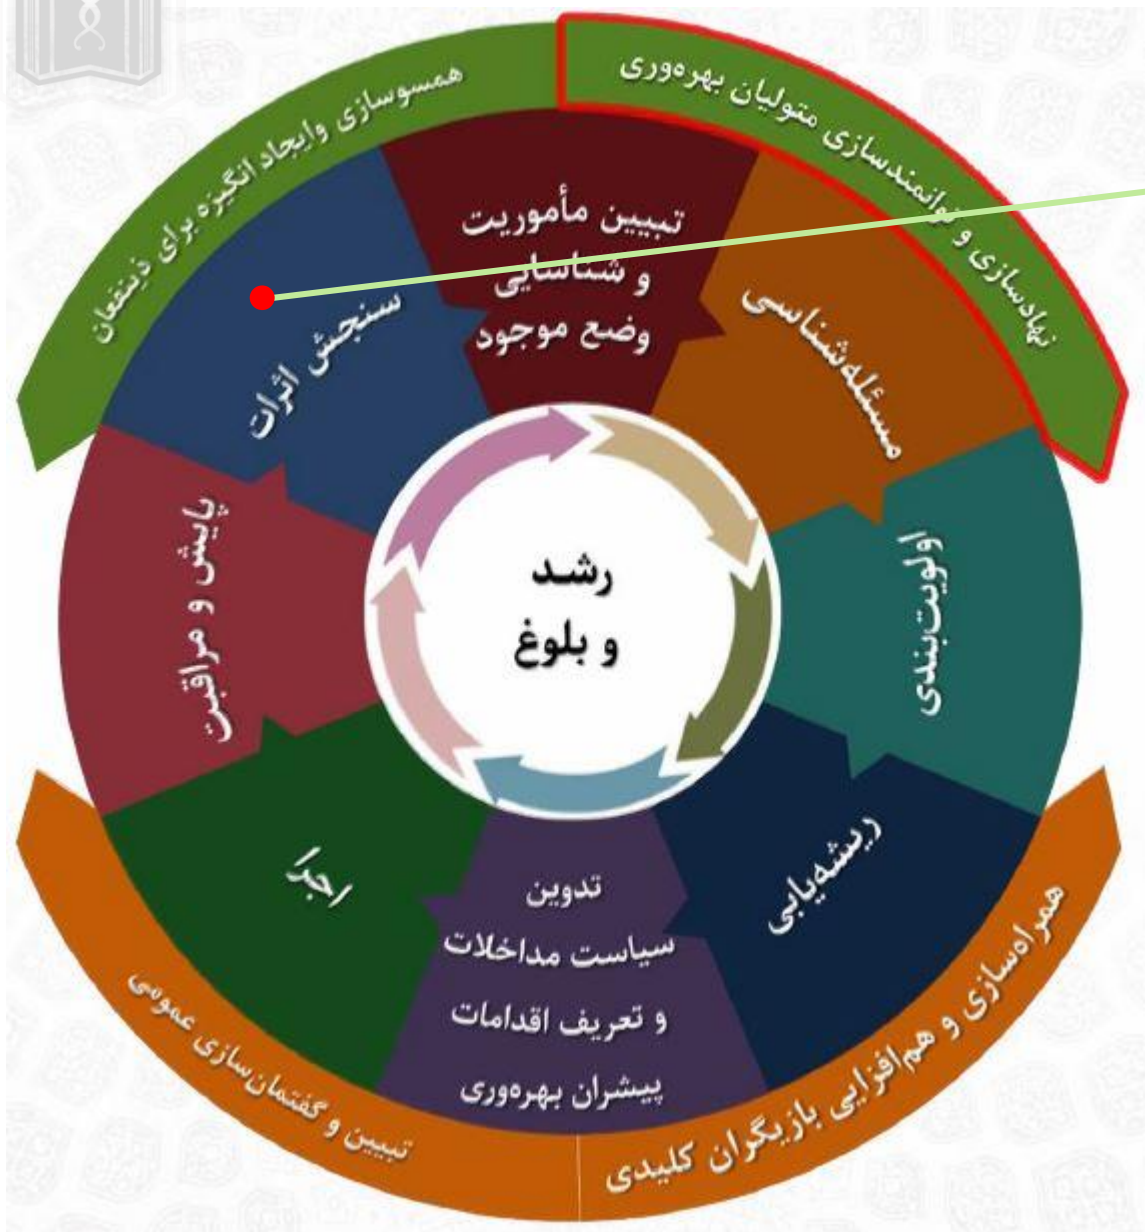 همسوسازی وایجاد انگیزه برای ذینفعان
نهادسازی و توانمندسازی متولیان بهره‌وری
تبیین مأموریت
و شناسایی
وضع موجود
مسئله‌شناسی
اولویت‌بندی
ریشه‌یابی
تدوین
سیاست مداخلات
و تعریف اقدامات
پیشران بهره‌وری
اجرا
پایش و مراقبت
سنجش اثرات
رشد
و بلوغ
همراه‌سازی و هم‌افزایی بازیگران کلیدی
تبیین و گفتمان‌سازی عمومی